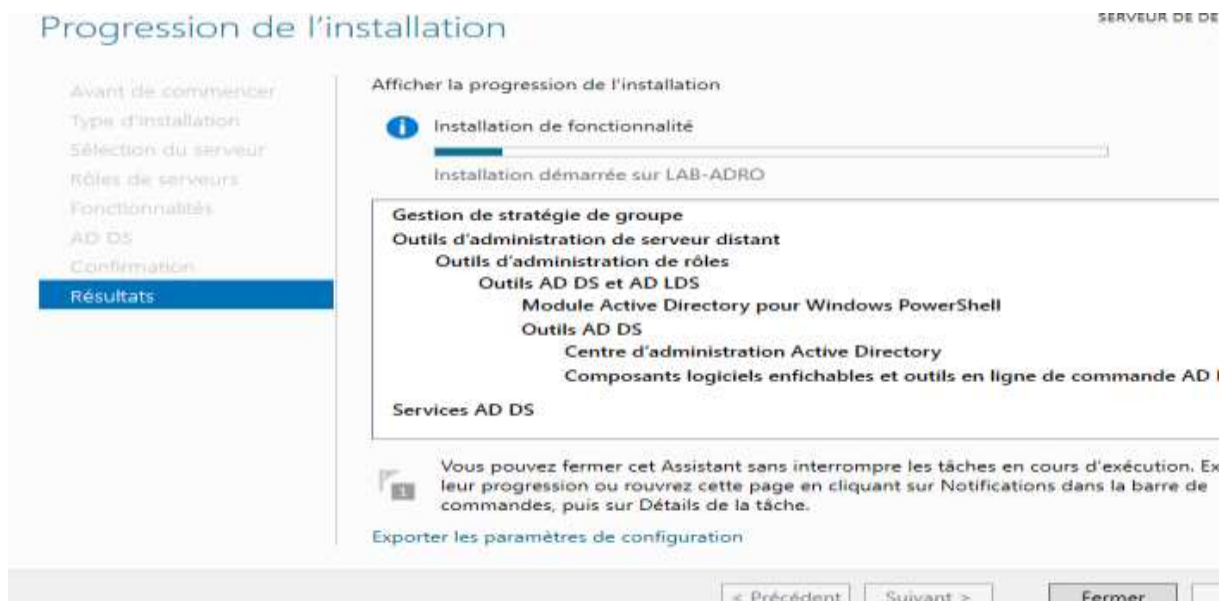 Progression de l'installation
SERVEUR DE DE
Avant de commencer
Type d'installation
Sélection du serveur
Rôles de serveurs
Fonctionnalités
AD DS
Confirmation
Résultats
Afficher la progression de l'installation
Installation de fonctionnalité
Installation démarrée sur LAB-ADRO
Gestion de stratégie de groupe
Outils d'administration de serveur distant
Outils d'administration de rôles
Outils AD DS et AD LDS
Module Active Directory pour Windows PowerShell
Outils AD DS
Centre d'administration Active Directory
Composants logiciels enfichables et outils en ligne de commande AD
Services AD DS
1
Vous pouvez fermer cet Assistant sans interrompre les tâches en cours d'exécution. Ex
leur progression ou rouvrez cette page en cliquant sur Notifications dans la barre de
commandes, puis sur Détails de la tâche.
Exporter les paramètres de configuration
< Précédent
Suivant >
Fermer